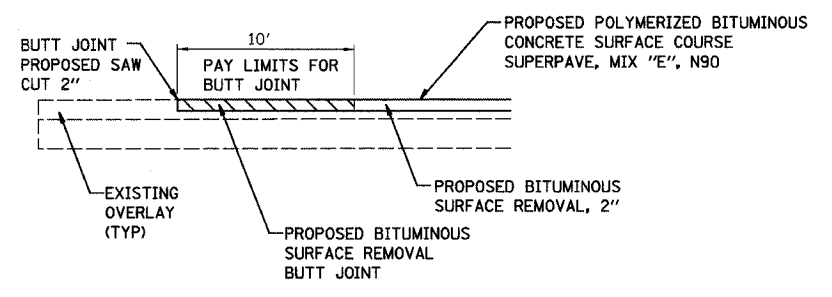 PROPOSED POLYMERIZED BITUMINOUS
CONCRETE SURFACE COURSE
SUPERPAVE, MIX "E", N90
BUTT JOINT
PROPOSED SAW
CUT 2"
10'
PAY LIMITS FOR
BUTT JOINT
EXISTING
OVERLAY
(TYP)
PROPOSED BITUMINOUS
SURFACE REMOVAL
BUTT JOINT
PROPOSED BITUMINOUS
SURFACE REMOVAL, 2"